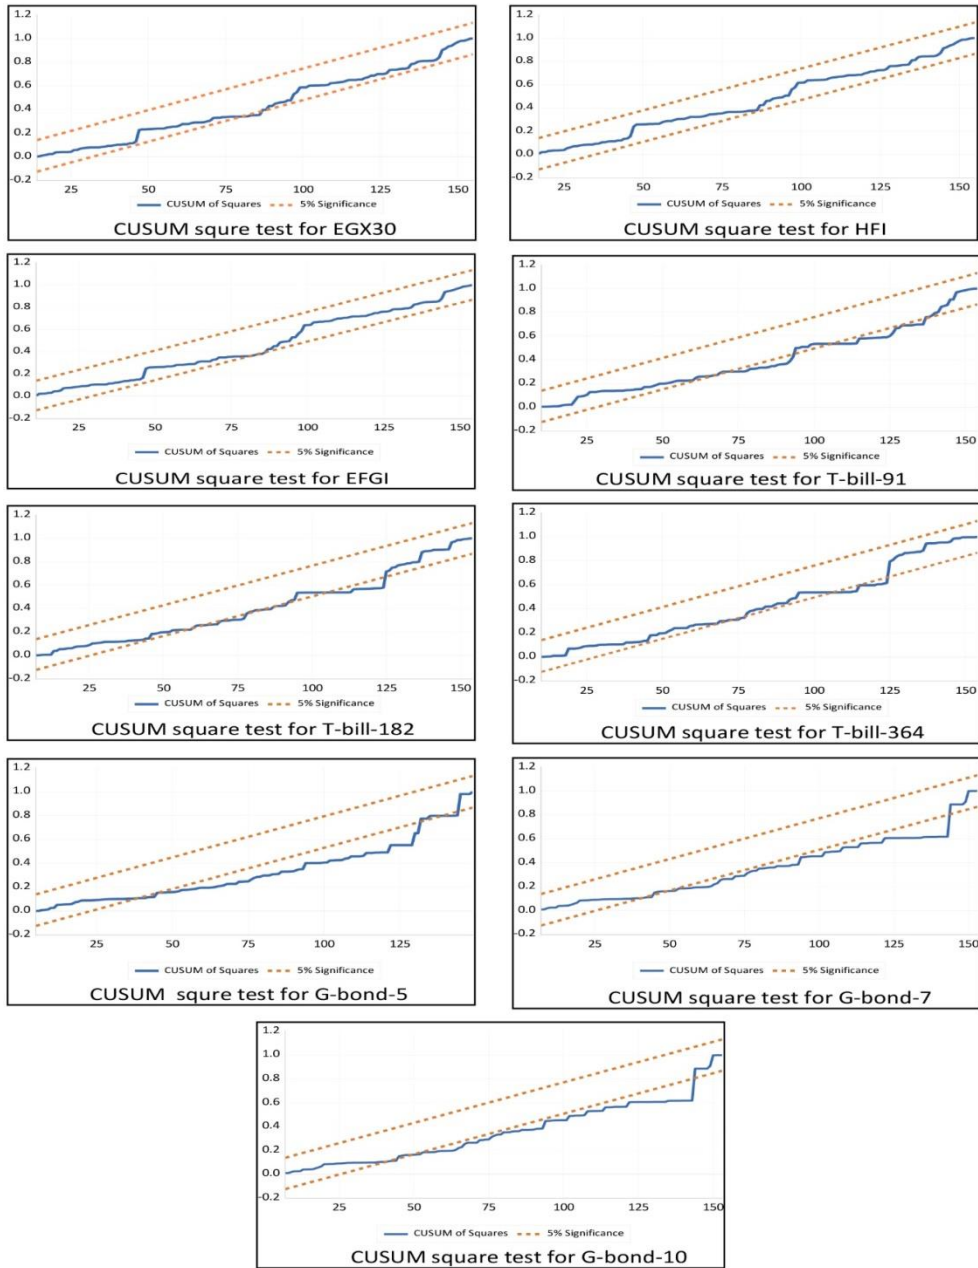 1.2
1.0
0.8
0.6
0.4
0.2
0.0
-0.2
25 50 75 100 125 150
CUSUM of Squares 5% Significance
CUSUM squre test for EGX30
1.2
1.0
0.8
0.6
0.4
0.2
0.0
-0.2
25 50 75 100 125 150
CUSUM of Squares 5% Significance
CUSUM square test for HFI
1.2
1.0
0.8
0.6
0.4
0.2
0.0
-0.2
25 50 75 100 125 150
CUSUM of Squares 5% Significance
CUSUM square test for EFGI
1.2
1.0
0.8
0.6
0.4
0.2
0.0
-0.2
25 50 75 100 125 150
CUSUM of Squares 5% Significance
CUSUM square test for T-bill-91
1.2
1.0
0.8
0.6
0.4
0.2
0.0
-0.2
25 50 75 100 125 150
CUSUM of Squares 5% Significance
CUSUM square test for T-bill-182
1.2
1.0
0.8
0.6
0.4
0.2
0.0
-0.2
25 50 75 100 125 150
CUSUM of Squares 5% Significance
CUSUM square test for T-bill-364
1.2
1.0
0.8
0.6
0.4
0.2
0.0
-0.2
25 50 75 100 125
CUSUM of Squares 5% Significance
CUSUM squre test for G-bond-5
1.2
1.0
0.8
0.6
0.4
0.2
0.0
-0.2
25 50 75 100 125 150
CUSUM of Squares 5% Significance
CUSUM square test for G-bond-7
1.2
1.0
0.8
0.6
0.4
0.2
0.0
-0.2
25 50 75 100 125 150
CUSUM of Squares 5% Significance
CUSUM square test for G-bond-10